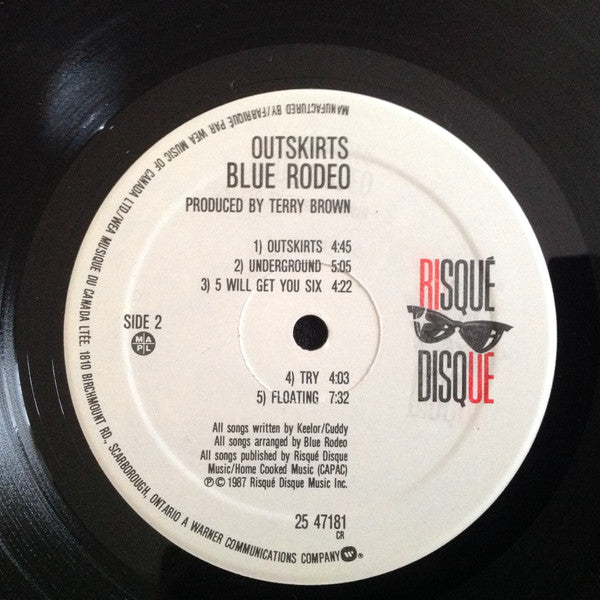 OUTSKIRTS
BLUE RODEO
PRODUCED BY TERRY BROWN
1) OUTSKIRTS 4:45
2) UNDERGROUND 5:05
3) 5 WILL GET YOU SIX 4:22
SIDE 2
MAPL
RISQUÉ
DISQUE
4) TRY 4:03
5) FLOATING 7:32
All songs written by Keelor/Cuddy
All songs arranged by Blue Rodeo
All songs published by Risqué Disque
Music/Home Cooked Music (CAPAC)
℗© 1987 Risqué Disque Music Inc.
25 47181
CR
MANUFACTURED BY/FABRIQUÉ PAR WEA MUSIC OF CANADA LTD/WEA MUSIQUE DU CANADA LTÉE. 1810 BIRCHMOUNT RD., SCARBOROUGH, ONTARIO A WARNER COMMUNICATIONS COMPANY W ®.